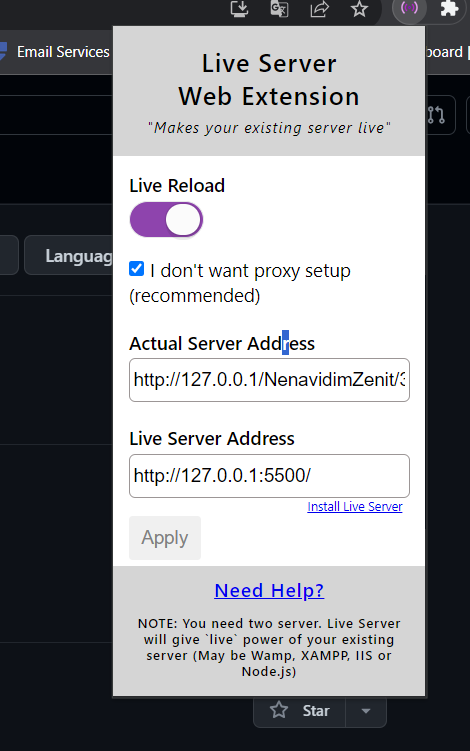 Email Services
board |
Live Server
Web Extension
"Makes your existing server live"
Live Reload
Languag
I don't want proxy setup
(recommended)
Actual Server Address
http://127.0.0.1/NenavidimZenit/3
Live Server Address
http://127.0.0.1:5500/
Install Live Server
Apply
Need Help?
NOTE: You need two server. Live Server
will give `live` power of your existing
server (May be Wamp, XAMPP, IIS or
Node.js)
Star